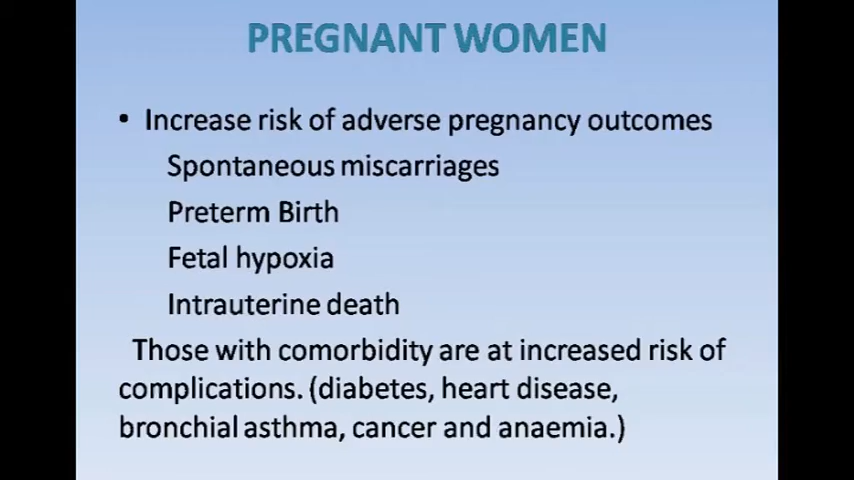 PREGNANT WOMEN
• Increase risk of adverse pregnancy outcomes
Spontaneous miscarriages
Preterm Birth
Fetal hypoxia
Intrauterine death
Those with comorbidity are at increased risk of
complications. (diabetes, heart disease,
bronchial asthma, cancer and anaemia.)